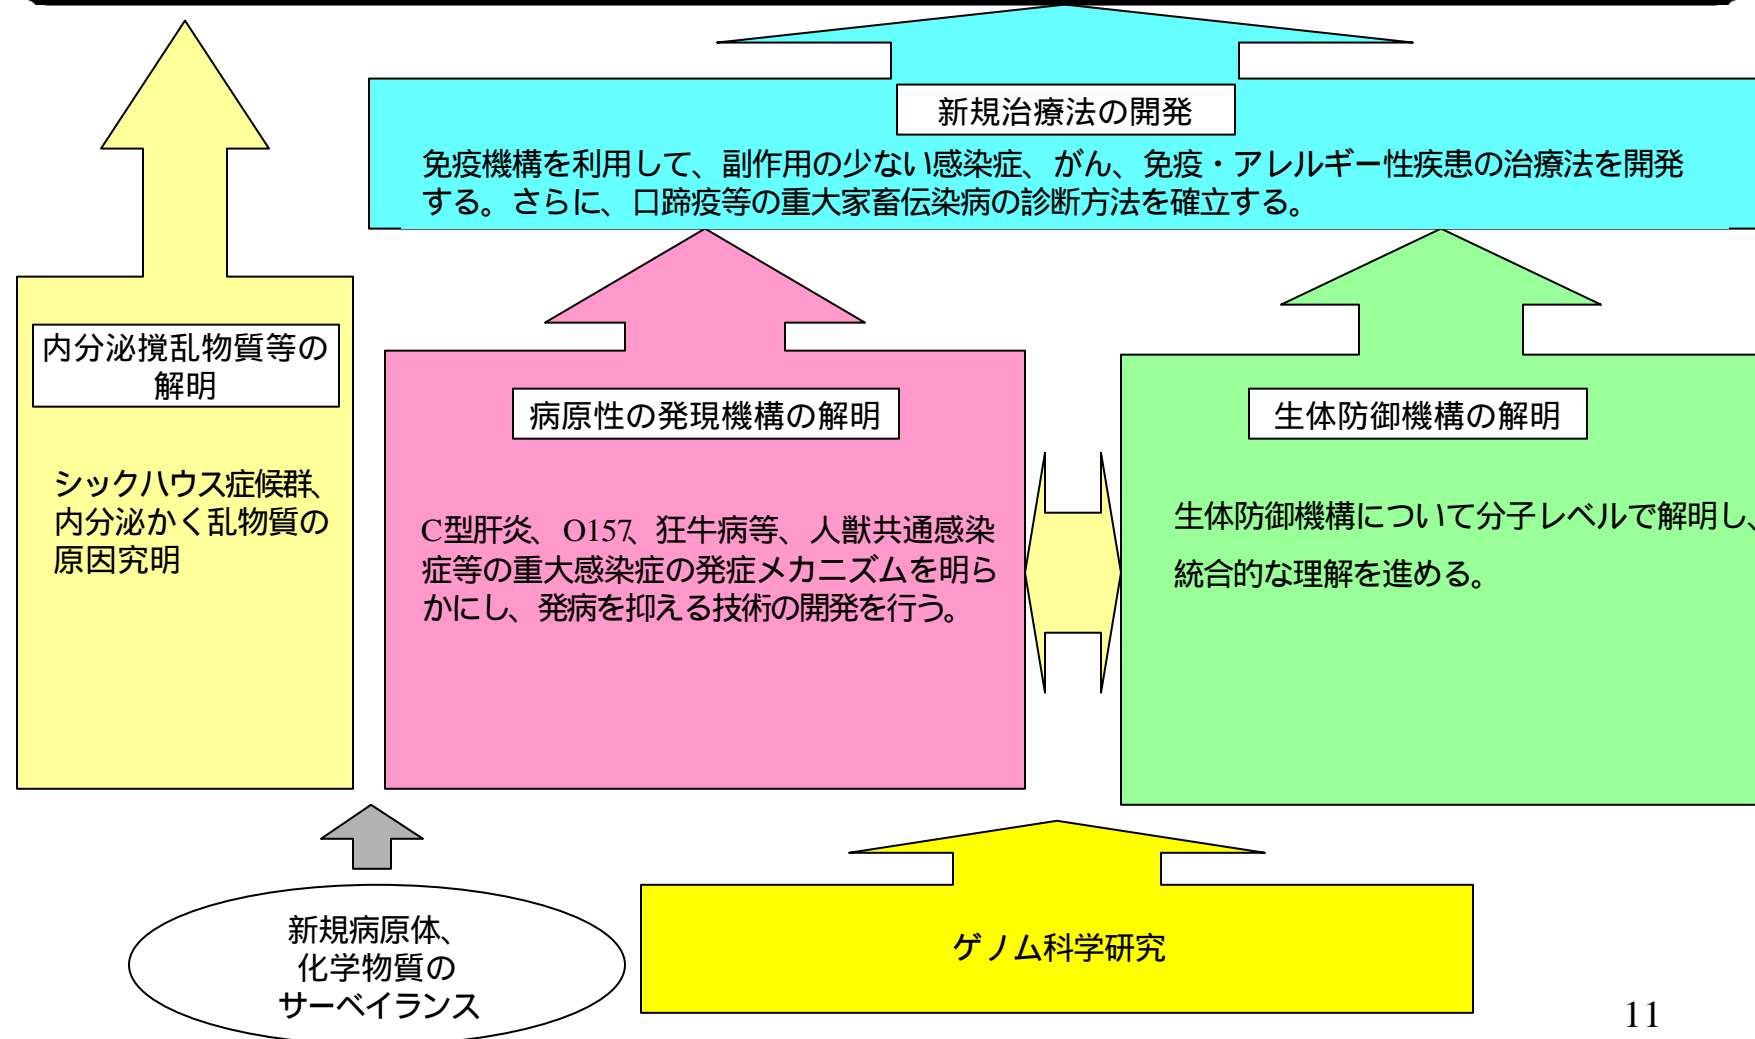 新規治療法の開発
免疫機構を利用して、副作用の少ない感染症、がん、免疫・アレルギー性疾患の治療法を開発
する。さらに、口蹄疫等の重大家畜伝染病の診断方法を確立する。
内分泌撹乱物質等の
解明
シックハウス症候群、
内分泌かく乱物質の
原因究明
病原性の発現機構の解明
C型肝炎、O157、狂牛病等、人獣共通感染
症等の重大感染症の発症メカニズムを明ら
かにし、発病を抑える技術の開発を行う。
生体防御機構の解明
生体防御機構について分子レベルで解明し、
統合的な理解を進める。
新規病原体、
化学物質の
サーベイランス
ゲノム科学研究
11